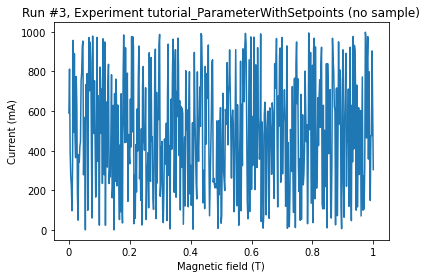 Run #3, Experiment tutorial_ParameterWithSetpoints (no sample)
1000
800
600
400
200
0
Current (mA)
0 0.2 0.4 0.6 0.8 1
Magnetic field (T)